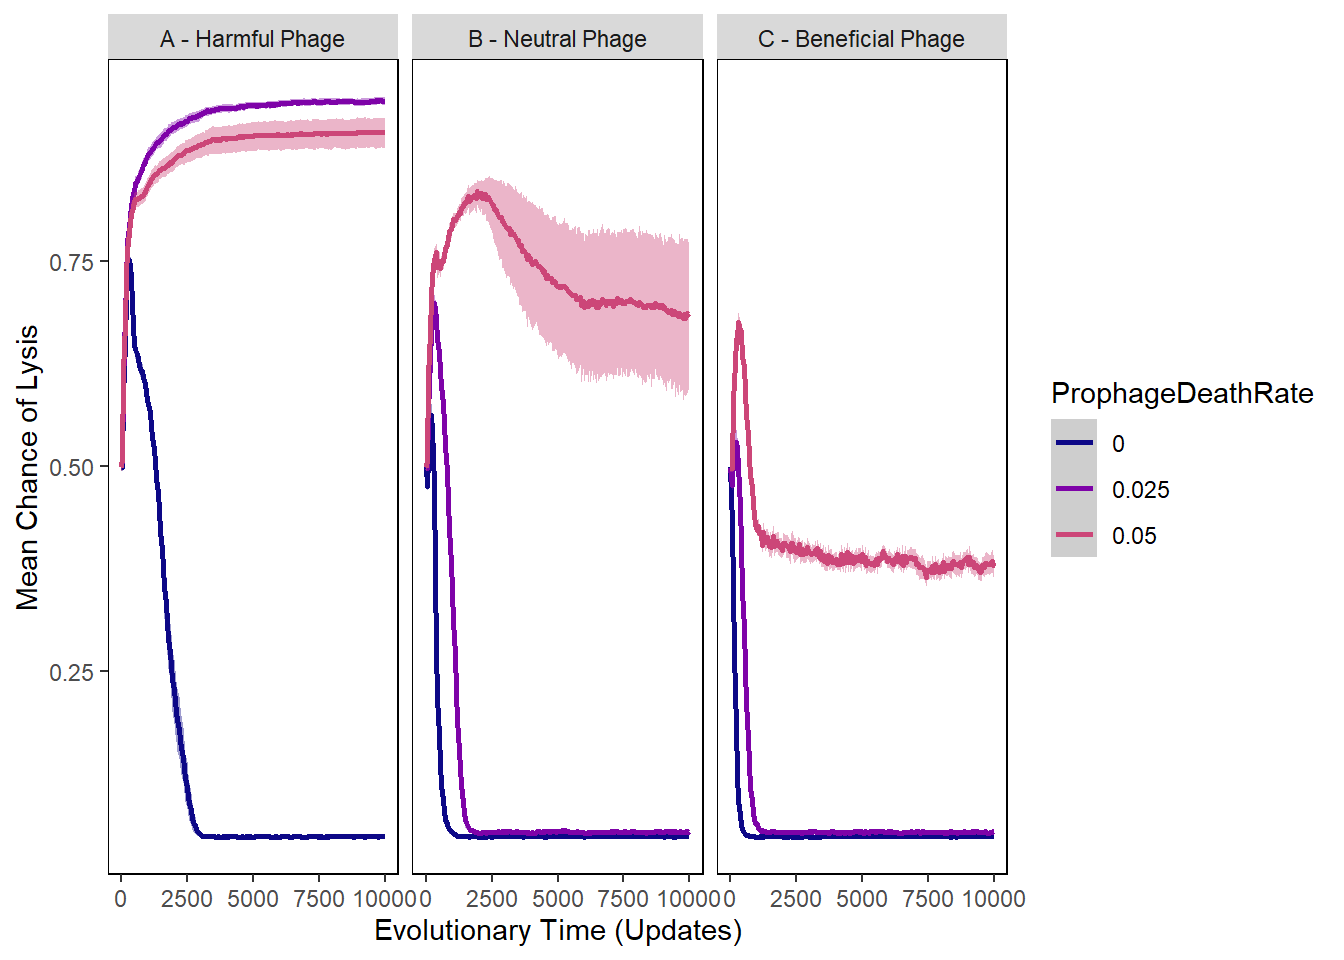 A - Harmful Phage
B - Neutral Phage
C - Beneficial Phage
Mean Chance of Lysis
0.75
0.50
0.25
0 2500 5000 7500 10000
0 2500 5000 7500 10000
0 2500 5000 7500 10000
Evolutionary Time (Updates)
ProphageDeathRate
0
0.025
0.05